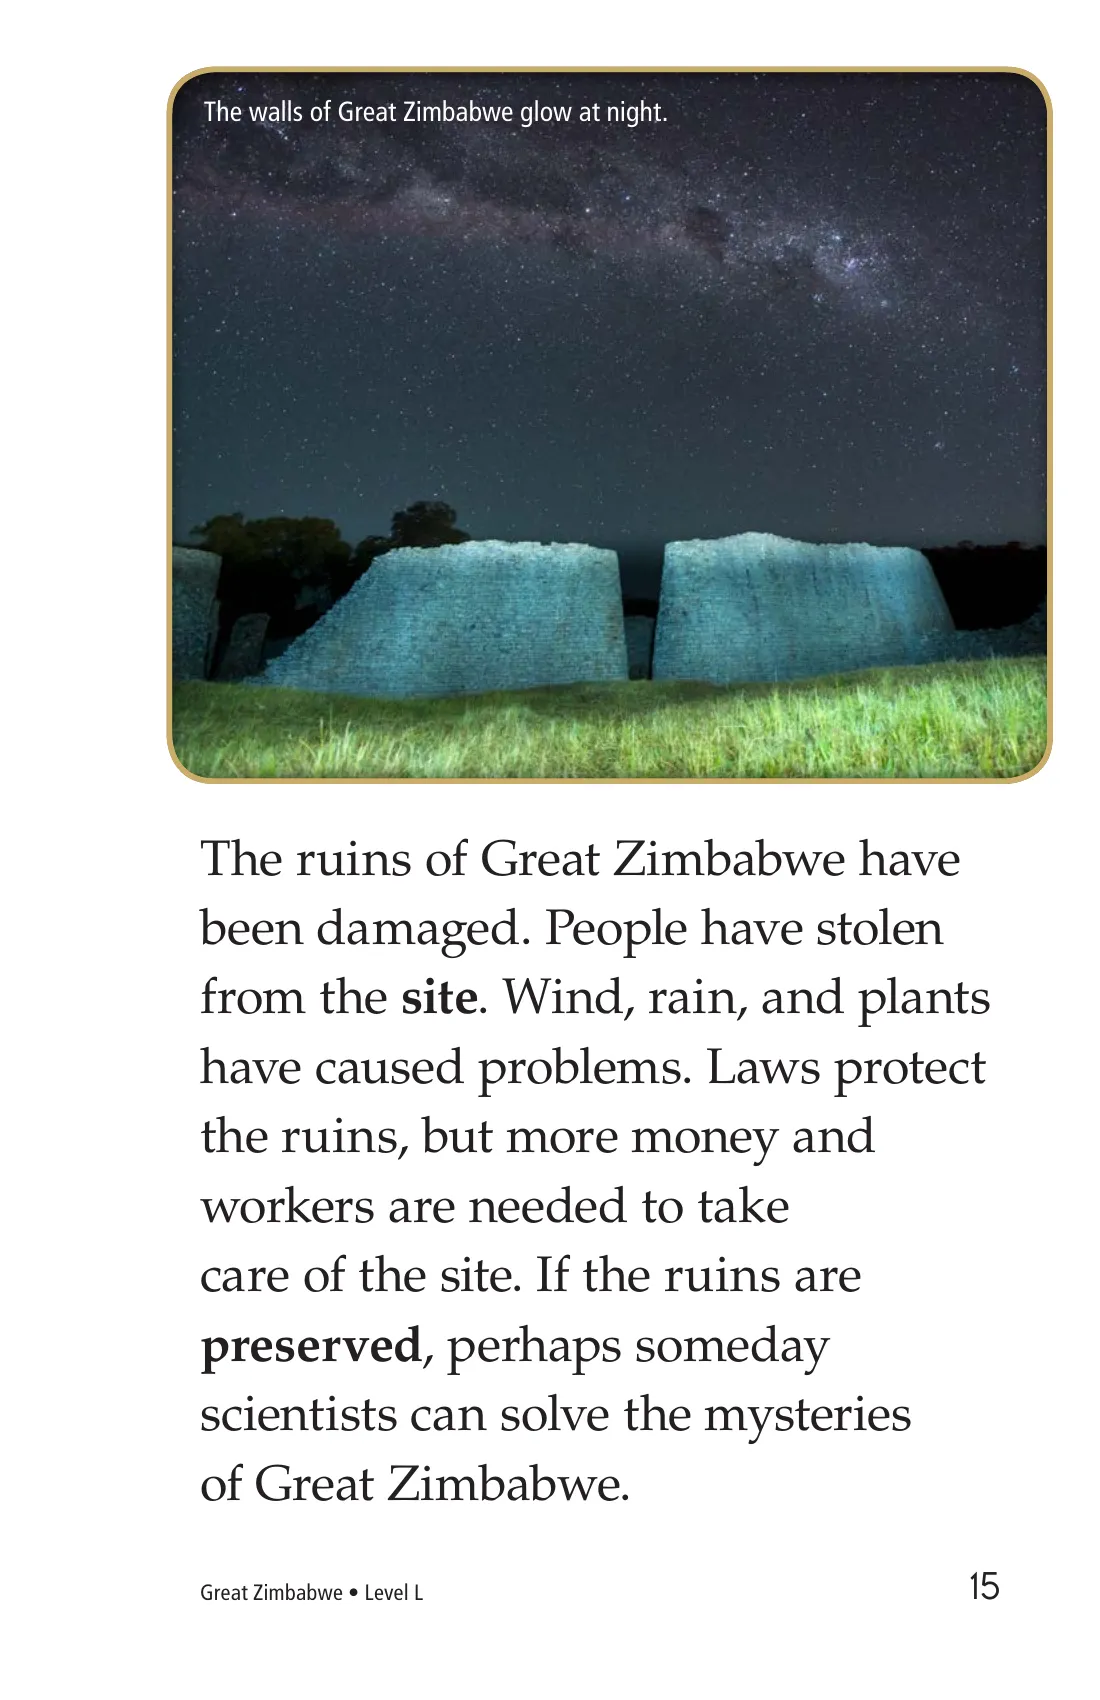 The walls of Great Zimbabwe glow at night.
The ruins of Great Zimbabwe have
been damaged. People have stolen
from the site. Wind, rain, and plants
have caused problems. Laws protect
the ruins, but more money and
workers are needed to take
care of the site. If the ruins are
preserved, perhaps someday
scientists can solve the mysteries
of Great Zimbabwe.
Great Zimbabwe • Level L
15